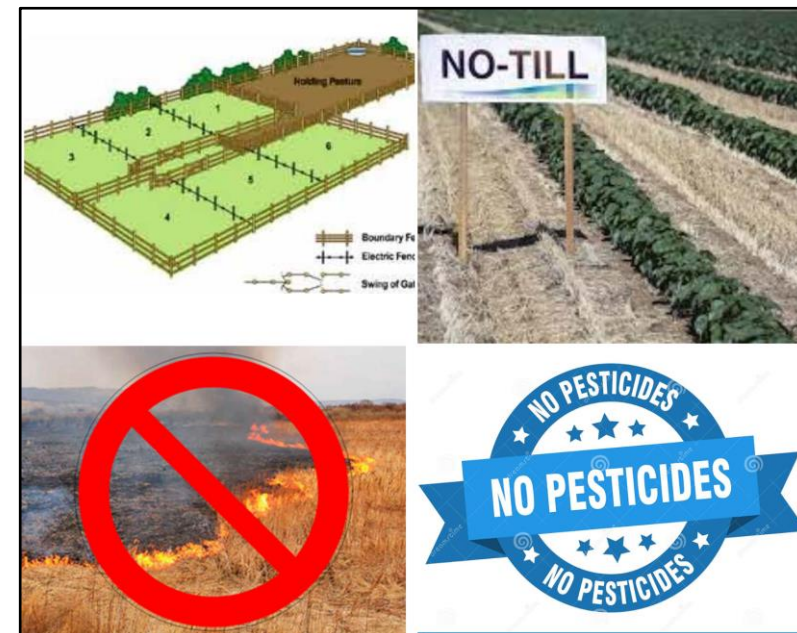 Holding Pasture
1
2
3
6
5
4
Boundary Fe
Electric Fenc
Swing of Gat
NO-TILL
NO PESTICIDES
NO PESTICIDES
NO PESTICIDES